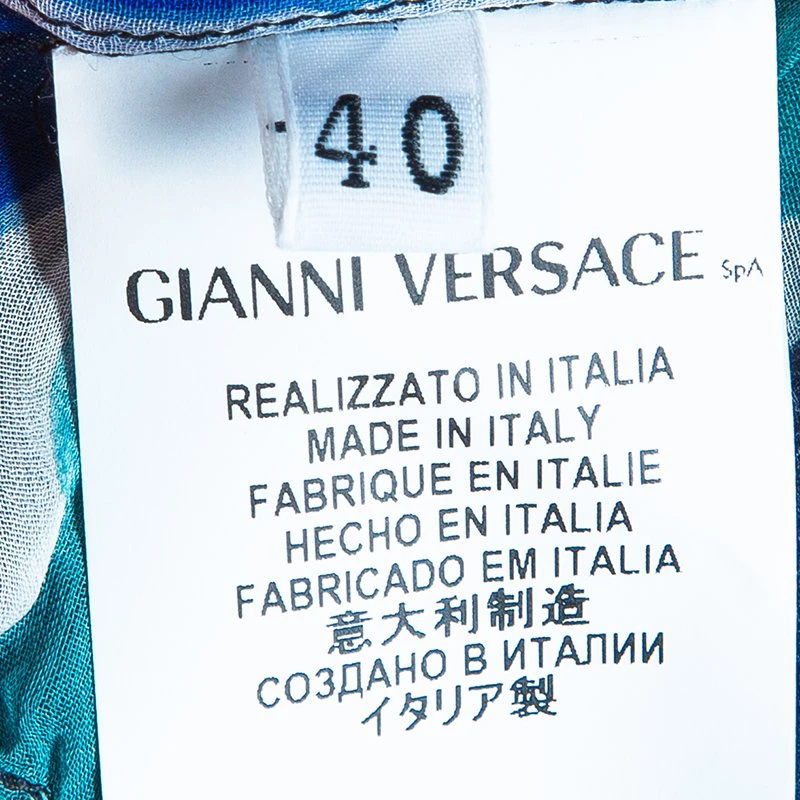 40
GIANNI VERSACE SpA
REALIZZATO IN ITALIA
MADE IN ITALY
FABRIQUE EN ITALIE
HECHO EN ITALIA
FABRICADO EM ITALIA
意大利制造
СОЗДАНО В ИТАЛИИ
イタリア製